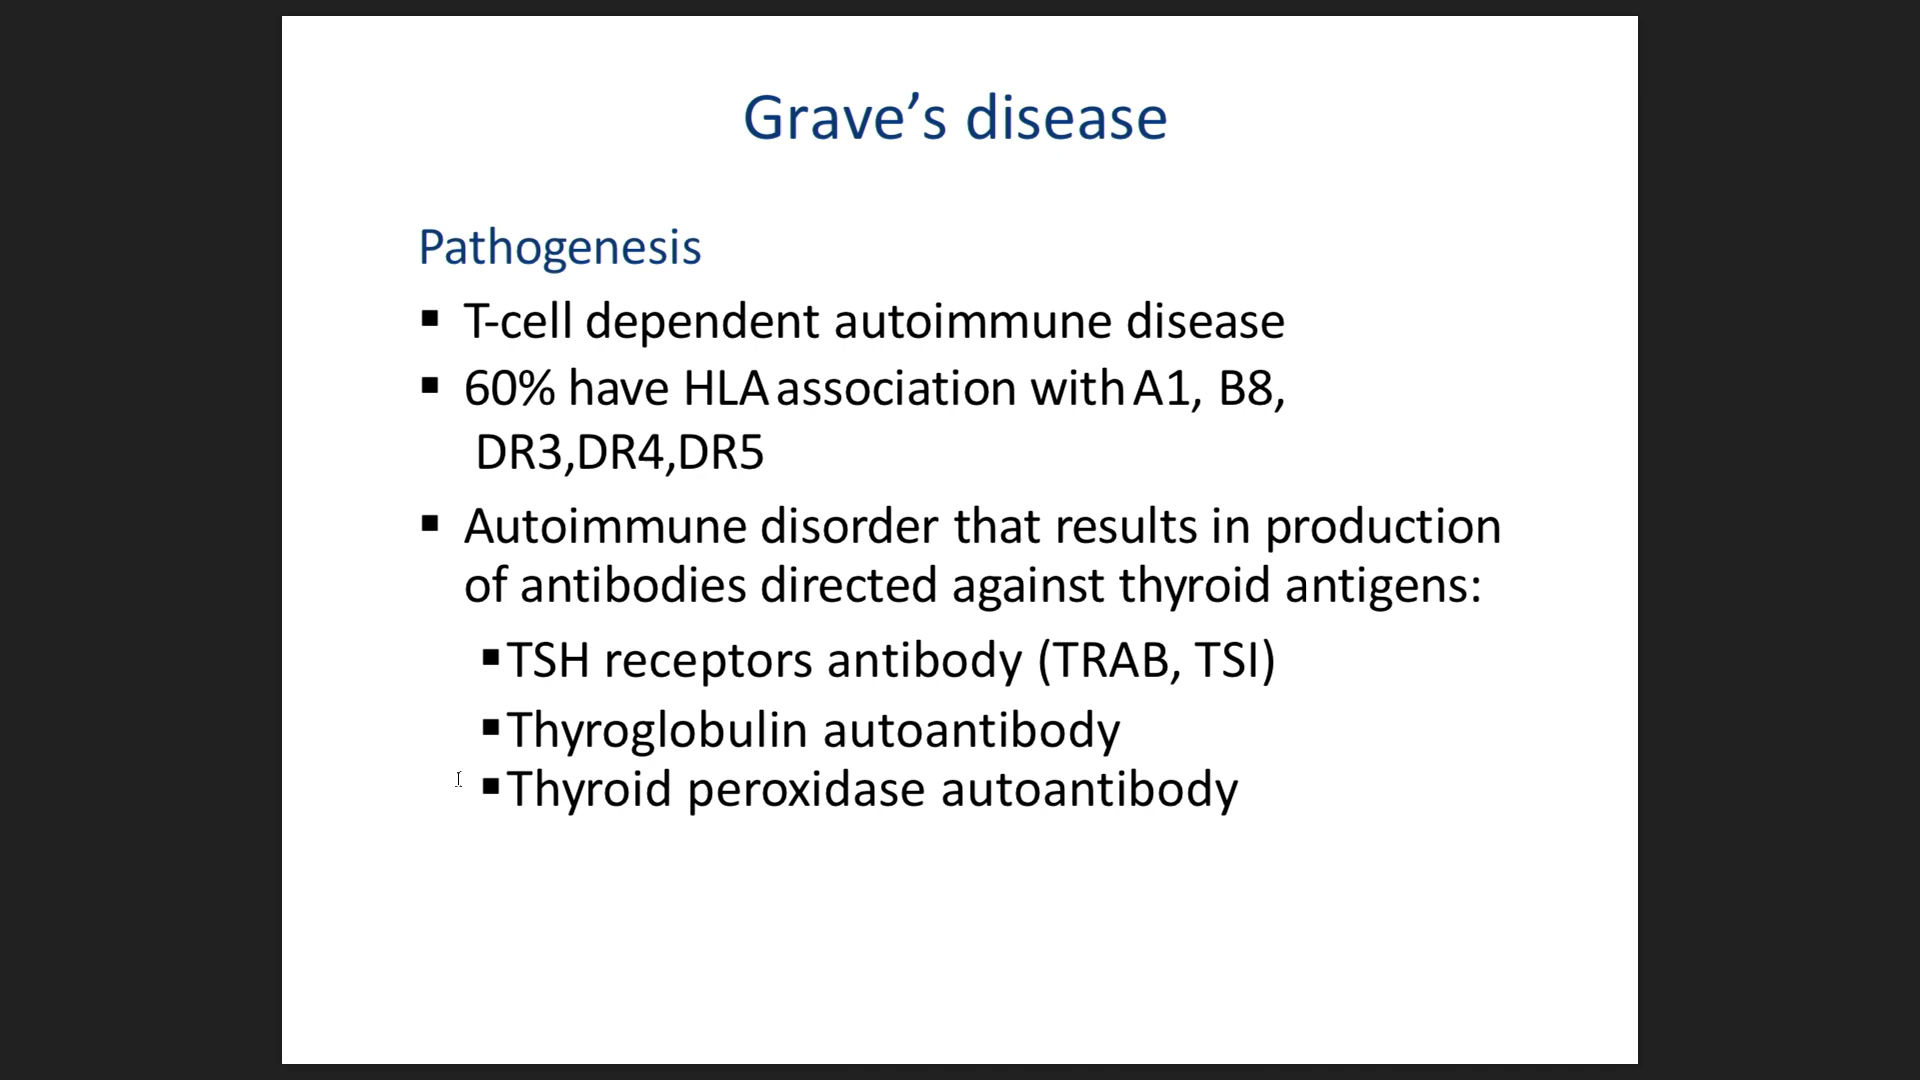 Grave’s disease
Pathogenesis
▪ T-cell dependent autoimmune disease
▪ 60% have HLA association with A1, B8,
DR3,DR4,DR5
▪ Autoimmune disorder that results in production
of antibodies directed against thyroid antigens:
▪TSH receptors antibody (TRAB, TSI)
▪Thyroglobulin autoantibody
▪Thyroid peroxidase autoantibody